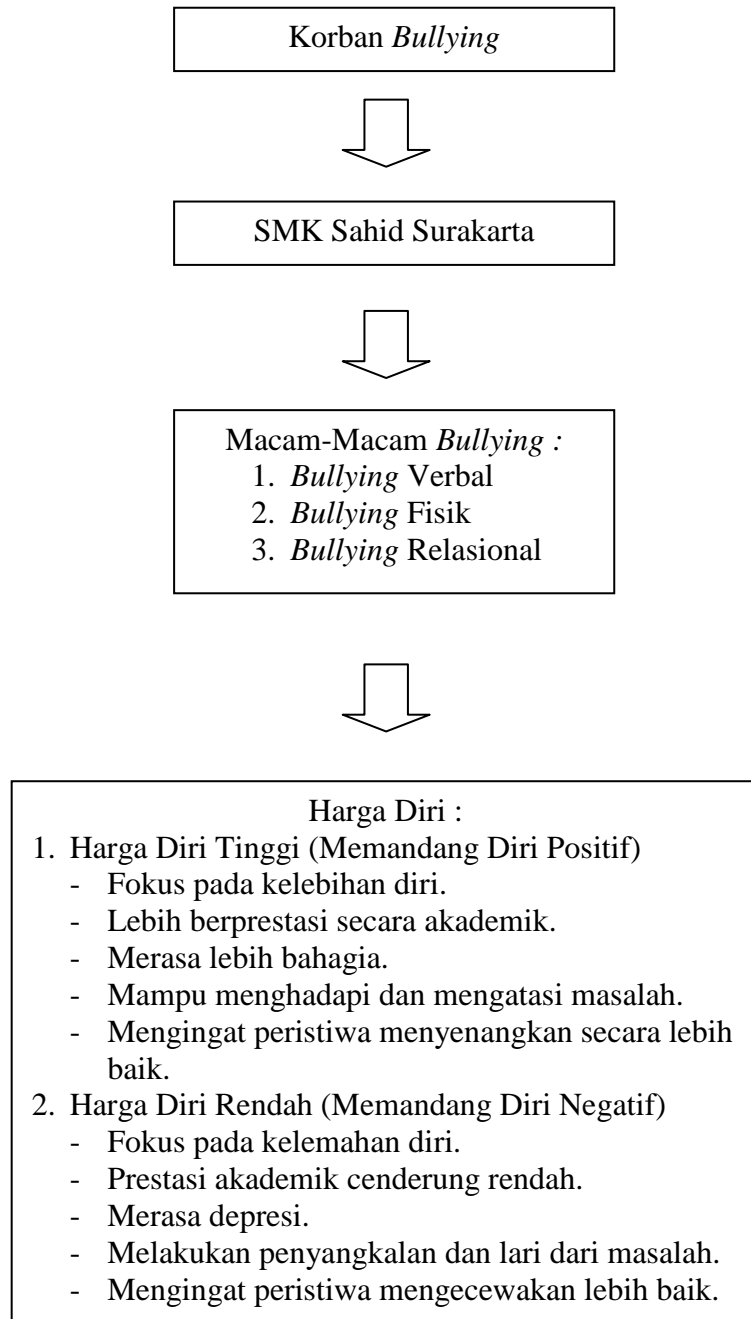 Korban Bullying
SMK Sahid Surakarta
Macam-Macam Bullying :
1. Bullying Verbal
2. Bullying Fisik
3. Bullying Relasional
Harga Diri :
1. Harga Diri Tinggi (Memandang Diri Positif)
- Fokus pada kelebihan diri.
- Lebih berprestasi secara akademik.
- Merasa lebih bahagia.
- Mampu menghadapi dan mengatasi masalah.
- Mengingat peristiwa menyenangkan secara lebih
baik.
2. Harga Diri Rendah (Memandang Diri Negatif)
- Fokus pada kelemahan diri.
- Prestasi akademik cenderung rendah.
- Merasa depresi.
- Melakukan penyangkalan dan lari dari masalah.
- Mengingat peristiwa mengecewakan lebih baik.